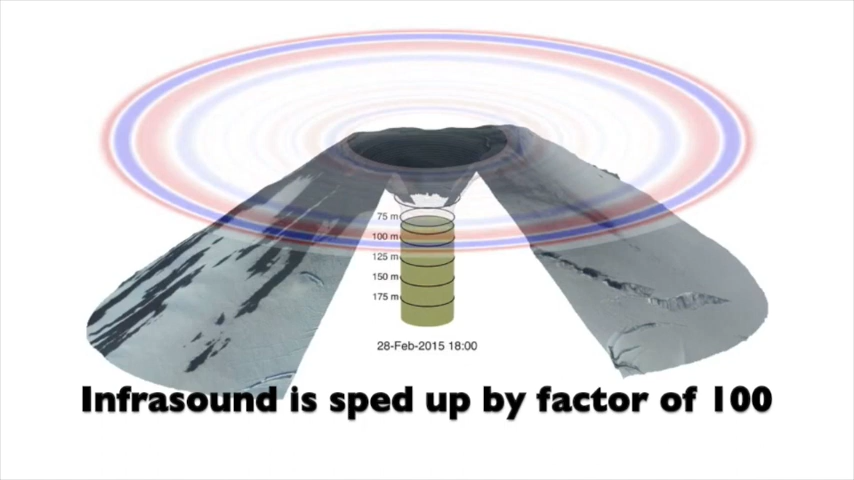 75 m
100 m
125 m
150 m
175 m
28-Feb-2015 18:00
Infrasound is sped up by factor of 100